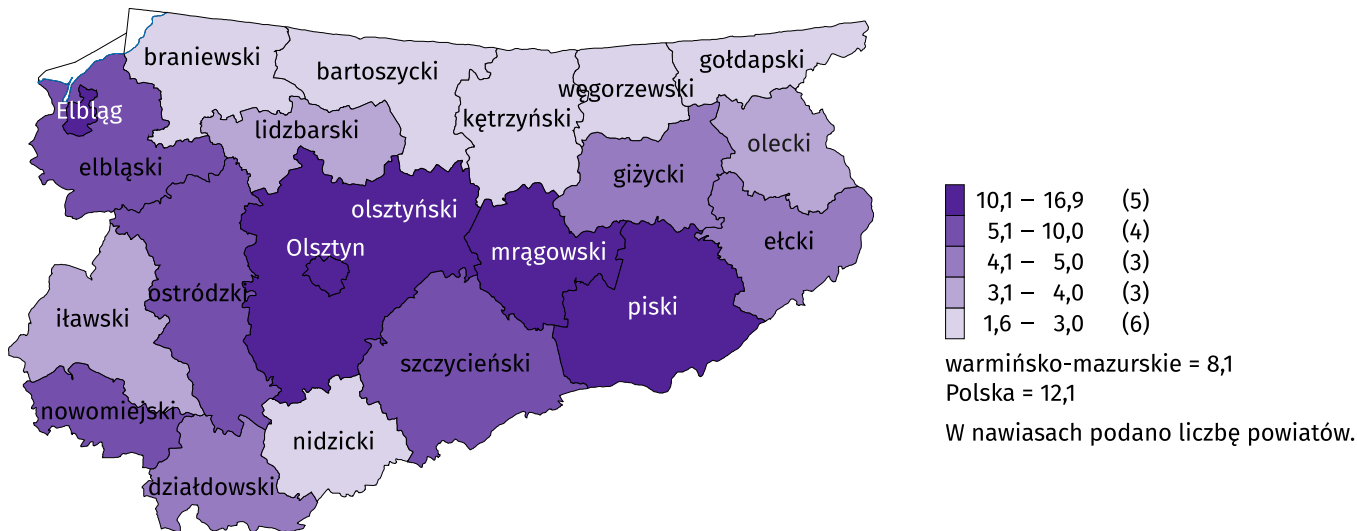 braniewski
bartoszycki
gołdapski
węgorzewski
Elbląg
kętrzyński
lidzbarski
olecki
elbląski
giżycki
olsztyński
ełcki
Olsztyn
mrągowski
ostródzki
piski
iławski
szczycieński
nowomiejski
nidzicki
działdowski
10,1 – 16,9 (5)
5,1 – 10,0 (4)
4,1 – 5,0 (3)
3,1 – 4,0 (3)
1,6 – 3,0 (6)
warmińsko-mazurskie = 8,1
Polska = 12,1
W nawiasach podano liczbę powiatów.